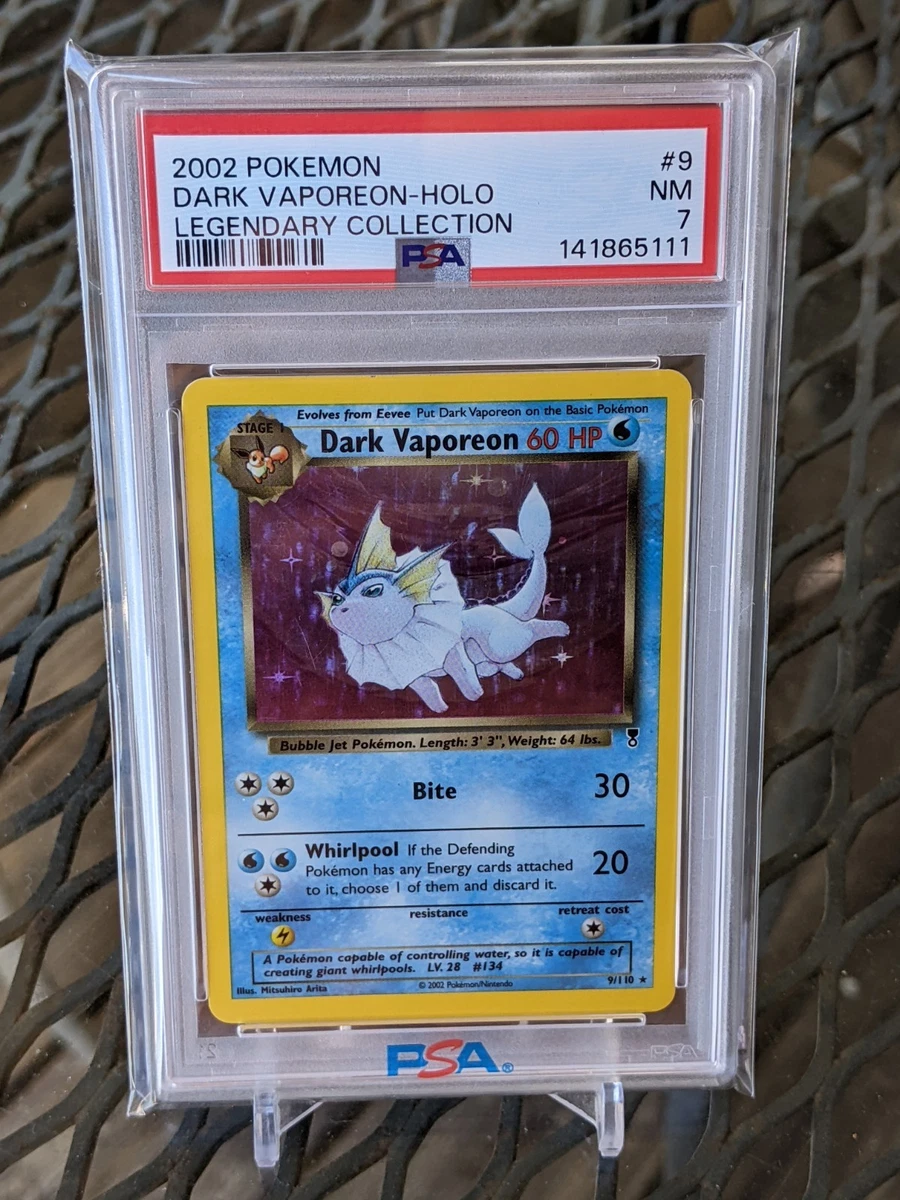 2002 POKEMON #9
DARK VAPOREON-HOLO NM
LEGENDARY COLLECTION 7
PSA 141865111
Evolves from Eevee Put Dark Vaporeon on the Basic Pokémon
STAGE 1
Dark Vaporeon 60 HP
Bubble Jet Pokémon. Length: 3' 3", Weight: 64 lbs.
Bite 30
Whirlpool If the Defending
Pokémon has any Energy cards attached 20
to it, choose 1 of them and discard it.
weakness resistance retreat cost
A Pokémon capable of controlling water, so it is capable of
creating giant whirlpools. LV. 28 #134
Illus. Mitsuhiro Arita © 2002 Pokémon/Nintendo 9/110 ★
PSA®
PSA